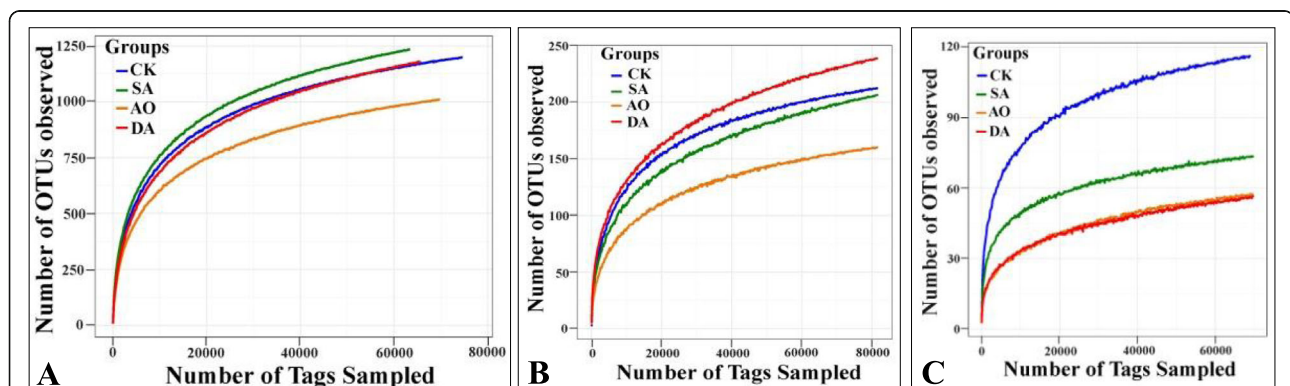 Number of OTUs observed
Groups
CK
SA
AO
DA
1250
1000
750
500
250
0
0 20000 40000 60000 80000
A
Number of Tags Sampled
Number of OTUs observed
Groups
CK
SA
AO
DA
250
200
150
100
50
0
0 20000 40000 60000 80000
B
Number of Tags Sampled
Number of OTUs observed
Groups
CK
SA
AO
DA
120
90
60
30
0
0 20000 40000 60000
C
Number of Tags Sampled